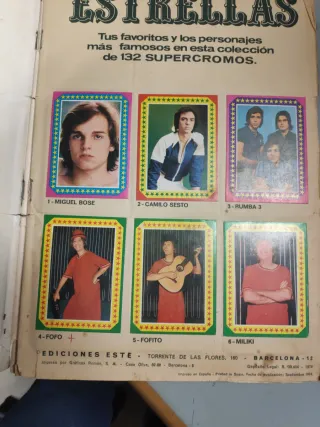 ESTRELLAS
Tus favoritos y los personajes
más famosos en esta colección
de 132 SUPERCROMOS.
1 - MIGUEL BOSE
2 - CAMILO SESTO
3 - RUMBA 3
4 - FOFO +
5 - FOFITO
6 - MILIKI
EDICIONES ESTE - TORRENTE DE LAS FLORES, 160 - BARCELONA - 12